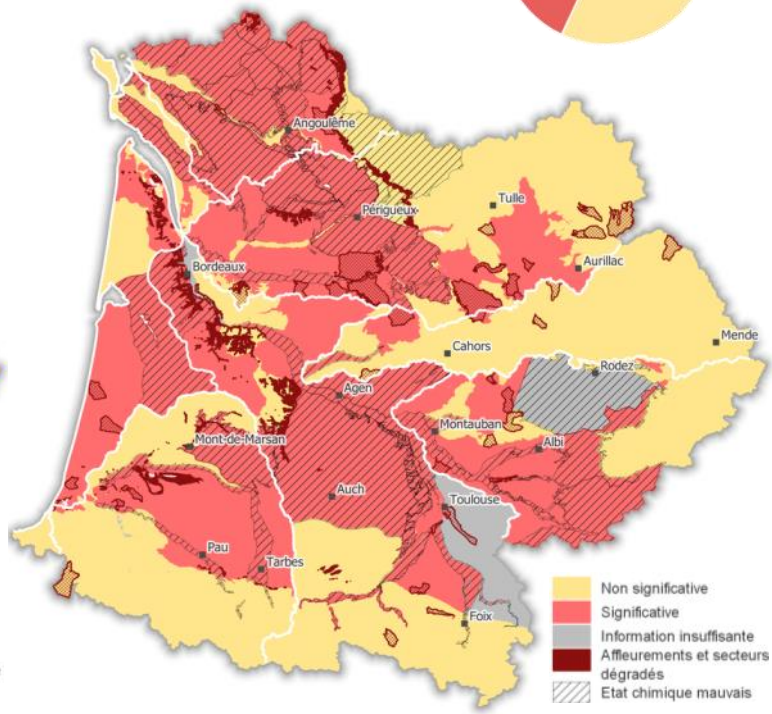 Angoulême
Périgueux
Tulle
Bordeaux
Aurillac
Mende
Cahors
Rodez
Agen
Montauban
Albi
Mont-de-Marsan
Auch
Toulouse
Pau
Tarbes
Foix
Non significative
Significative
Information insuffisante
Affleurements et secteurs
dégradés
Etat chimique mauvais